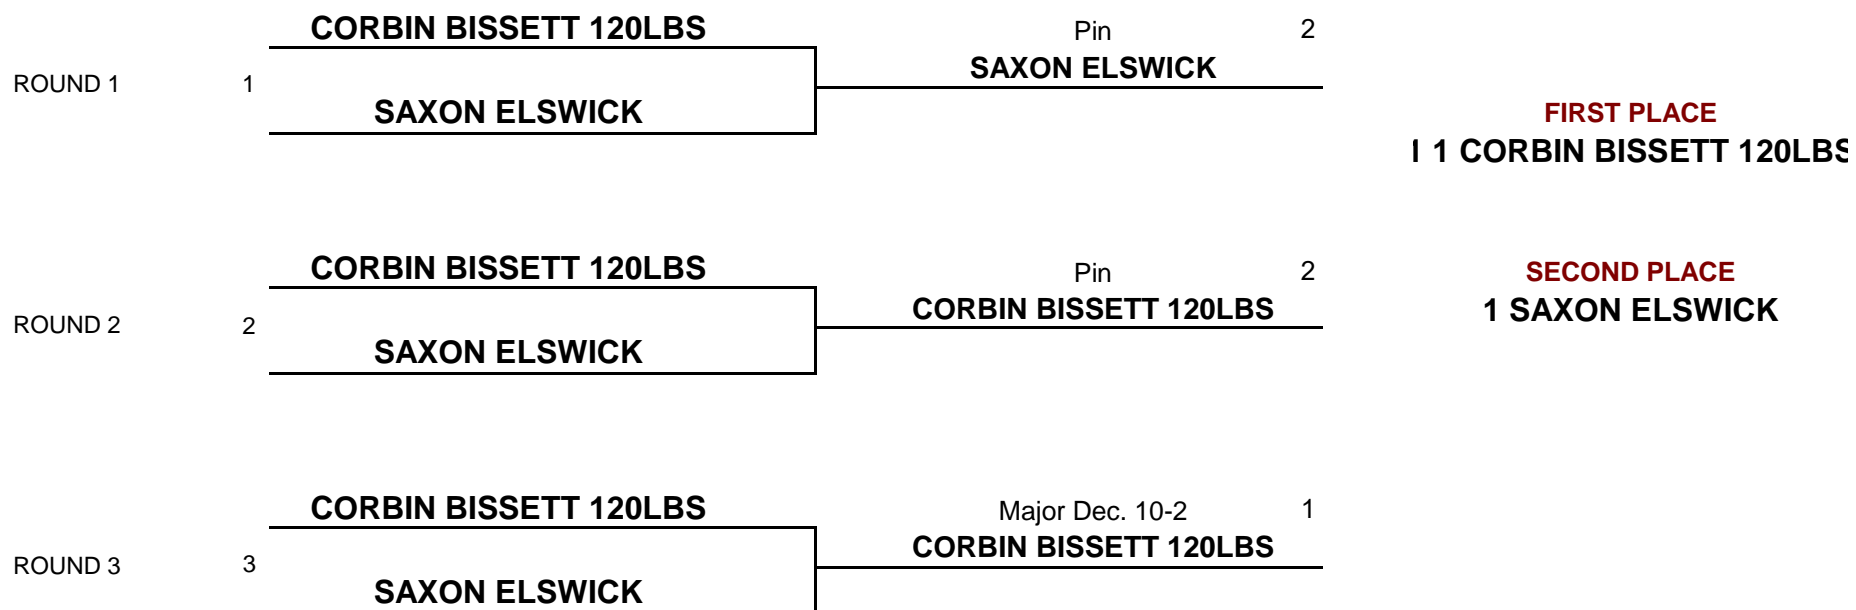 CORBIN BISSETT 120LBS
Pin 2
SAXON ELSWICK
ROUND 1 1
SAXON ELSWICK
FIRST PLACE
1 CORBIN BISSETT 120LBS
CORBIN BISSETT 120LBS
Pin 2
SECOND PLACE
CORBIN BISSETT 120LBS
1 SAXON ELSWICK
ROUND 2 2
SAXON ELSWICK
CORBIN BISSETT 120LBS
Major Dec. 10-2 1
CORBIN BISSETT 120LBS
ROUND 3 3
SAXON ELSWICK